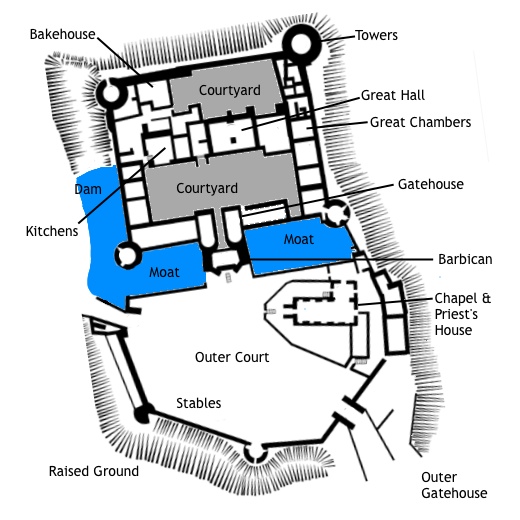 Bakehouse
Towers
Courtyard
Great Hall
Great Chambers
Dam
Courtyard
Gatehouse
Kitchens
Moat
Moat
Barbican
Chapel &
Priest's
House
Outer Court
Stables
Raised Ground
Outer
Gatehouse